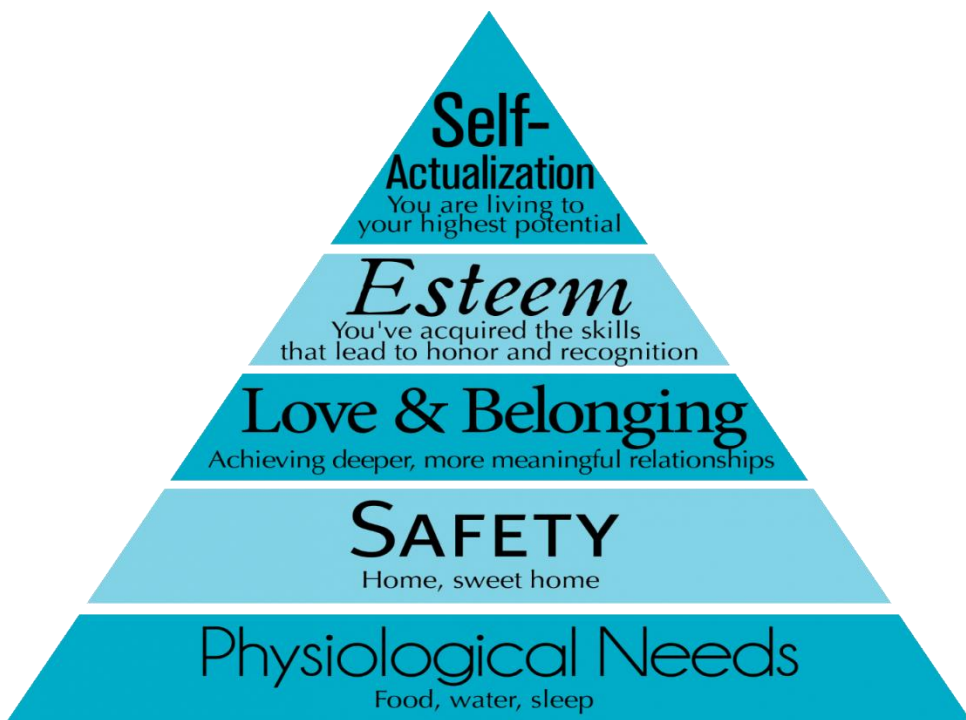 Self-
Actualization
You are living to
your highest potential
Esteem
You've acquired the skills
that lead to honor and recognition
Love & Belonging
Achieving deeper, more meaningful relationships
SAFETY
Home, sweet home
Physiological Needs
Food, water, sleep